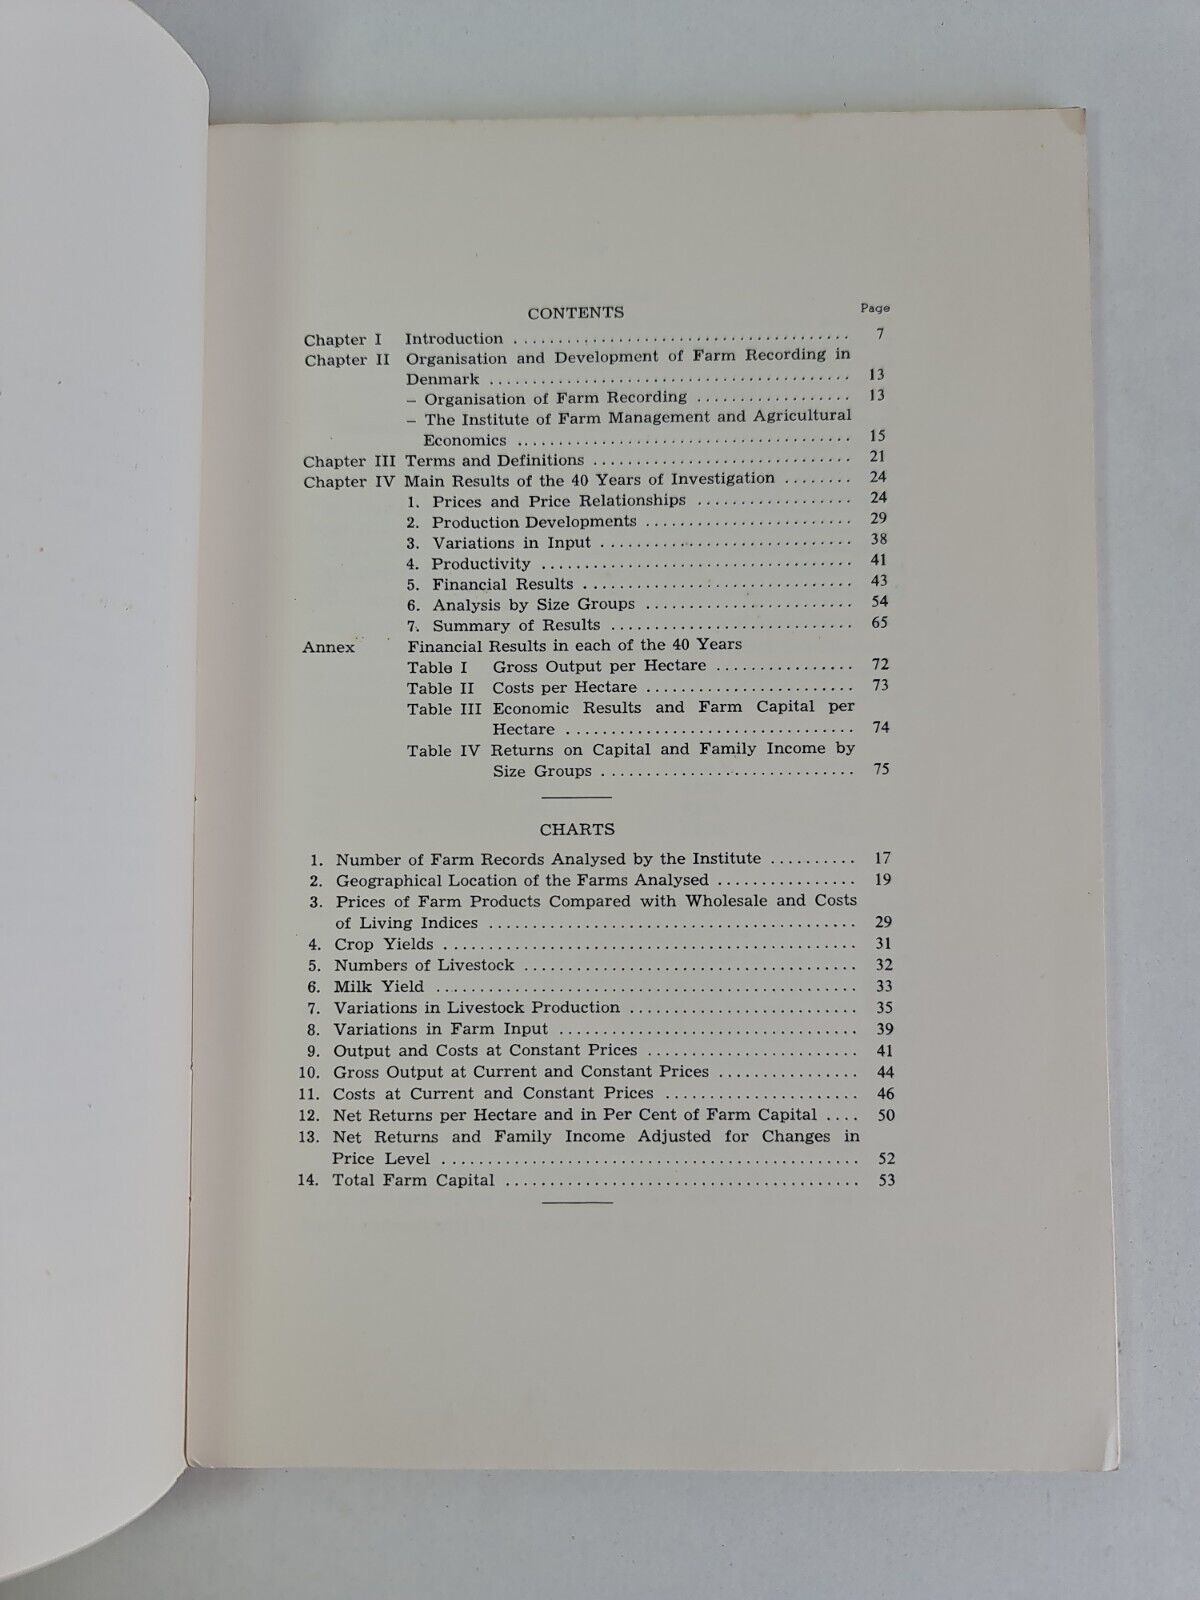 CONTENTS Page
Chapter I Introduction ........................................ 7
Chapter II Organisation and Development of Farm Recording in
Denmark ........................................... 13
– Organisation of Farm Recording .................. 13
– The Institute of Farm Management and Agricultural
Economics ....................................... 15
Chapter III Terms and Definitions .............................. 21
Chapter IV Main Results of the 40 Years of Investigation ........ 24
1. Prices and Price Relationships .................. 24
2. Production Developments ........................ 29
3. Variations in Input .............................. 38
4. Productivity ..................................... 41
5. Financial Results ................................ 43
6. Analysis by Size Groups ........................ 54
7. Summary of Results ............................ 65
Annex Financial Results in each of the 40 Years
Table I Gross Output per Hectare ................ 72
Table II Costs per Hectare ........................ 73
Table III Economic Results and Farm Capital per
Hectare ................................. 74
Table IV Returns on Capital and Family Income by
Size Groups ............................. 75
CHARTS
1. Number of Farm Records Analysed by the Institute .......... 17
2. Geographical Location of the Farms Analysed ................ 19
3. Prices of Farm Products Compared with Wholesale and Costs
of Living Indices ........................................... 29
4. Crop Yields ................................................ 31
5. Numbers of Livestock ....................................... 32
6. Milk Yield ................................................. 33
7. Variations in Livestock Production .......................... 35
8. Variations in Farm Input ................................... 39
9. Output and Costs at Constant Prices ......................... 41
10. Gross Output at Current and Constant Prices ................ 44
11. Costs at Current and Constant Prices ....................... 46
12. Net Returns per Hectare and in Per Cent of Farm Capital .... 50
13. Net Returns and Family Income Adjusted for Changes in
Price Level ................................................ 52
14. Total Farm Capital ........................................ 53